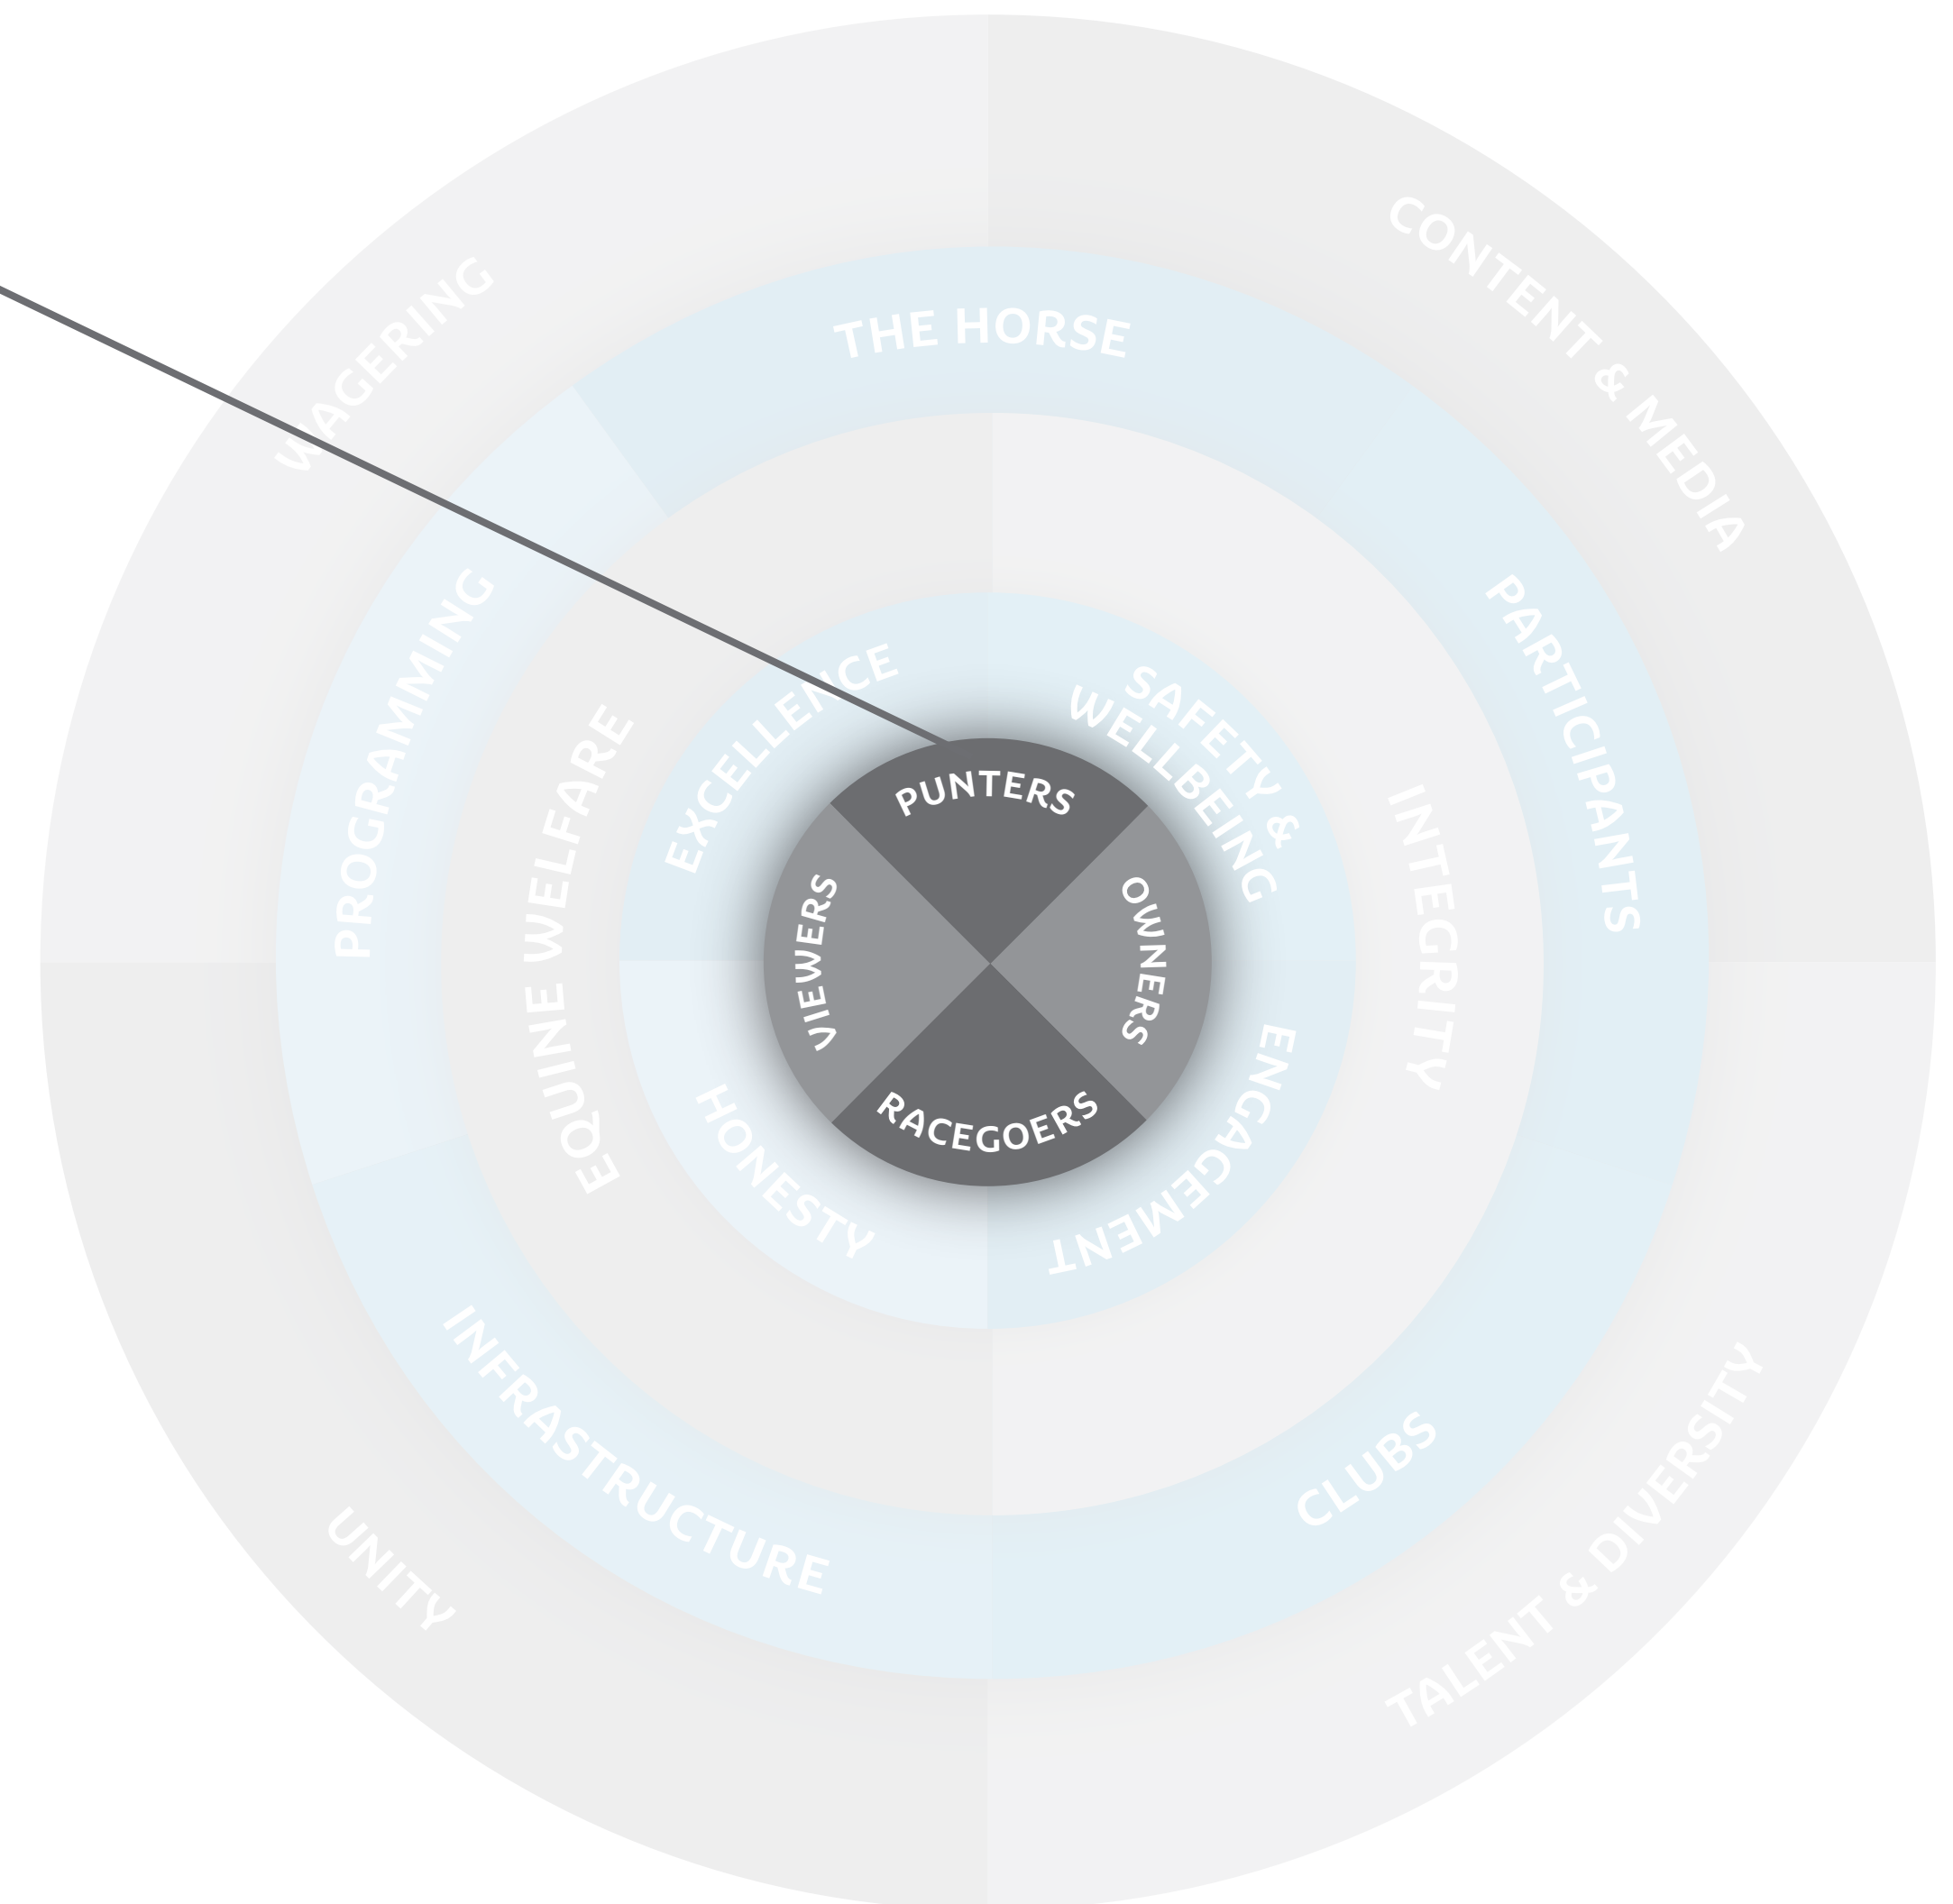 WAGERING
CONTENT & MEDIA
THE HORSE
PROGRAMMING
PARTICIPANTS
EQUINE WELFARE
INTEGRITY
EXCELLENCE
SAFETY &
WELLBEING
PUNTERS
VIEWERS
OWNERS
RACEGOERS
HONESTY
ENGAGEMENT
INFRASTRUCTURE
CLUBS
UNITY
TALENT & DIVERSITY